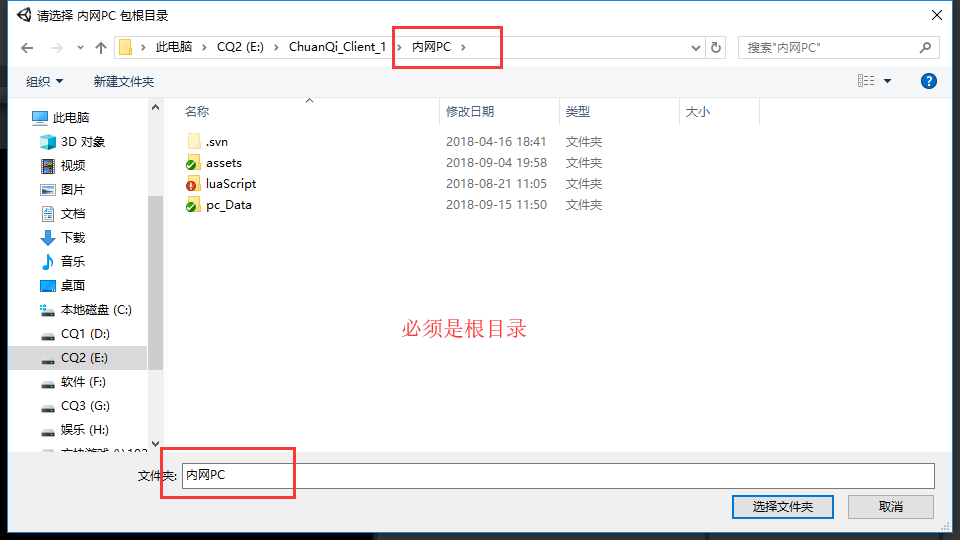 请选择 内网PC 包根目录
此电脑 CQ2 (E:) ChuanQi_Client_1 内网PC
搜索"内网PC"
组织 新建文件夹
名称 修改日期 类型 大小
.svn 2018-04-16 18:41 文件夹
assets 2018-09-04 19:58 文件夹
luaScript 2018-08-21 11:05 文件夹
pc_Data 2018-09-15 11:50 文件夹
此电脑
3D 对象
视频
图片
文档
下载
音乐
桌面
本地磁盘 (C:)
CQ1 (D:)
CQ2 (E:)
软件 (F:)
CQ3 (G:)
娱乐 (H:)
必须是根目录
文件夹: 内网PC
选择文件夹 取消